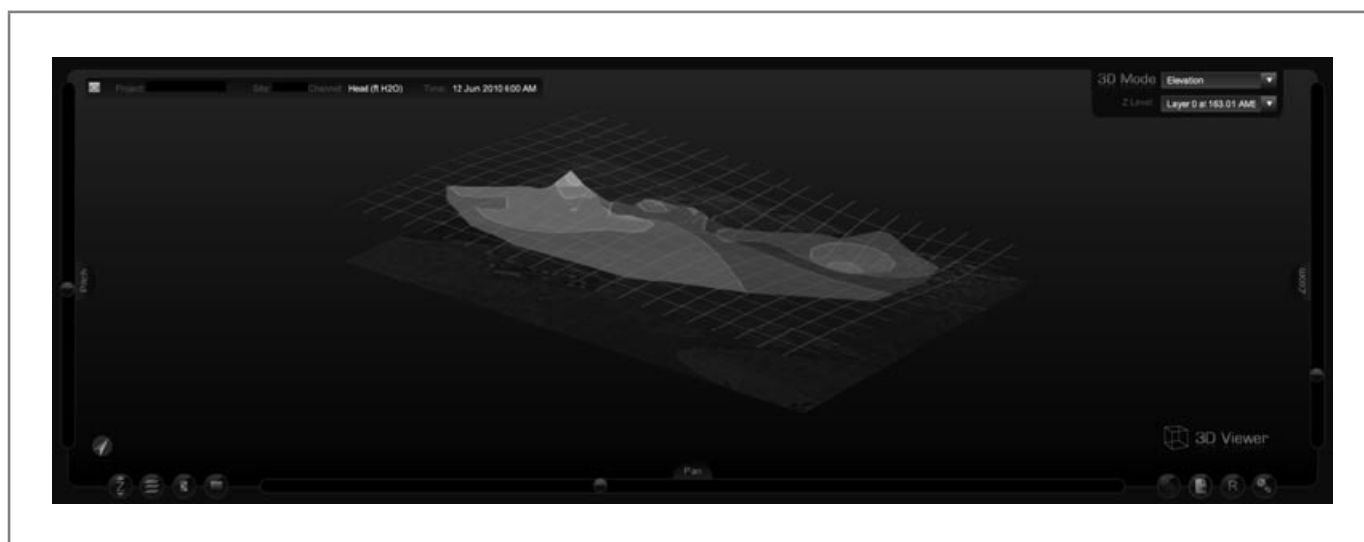 Project: Site: Channel: Head (ft H2O) Time: 12 Jun 2010 6:00 AM
3D Mode Elevation
Z Level: Layer 0 at 163.01 AMS
Pitch
Zoom
3D Viewer
Pan
Z
R